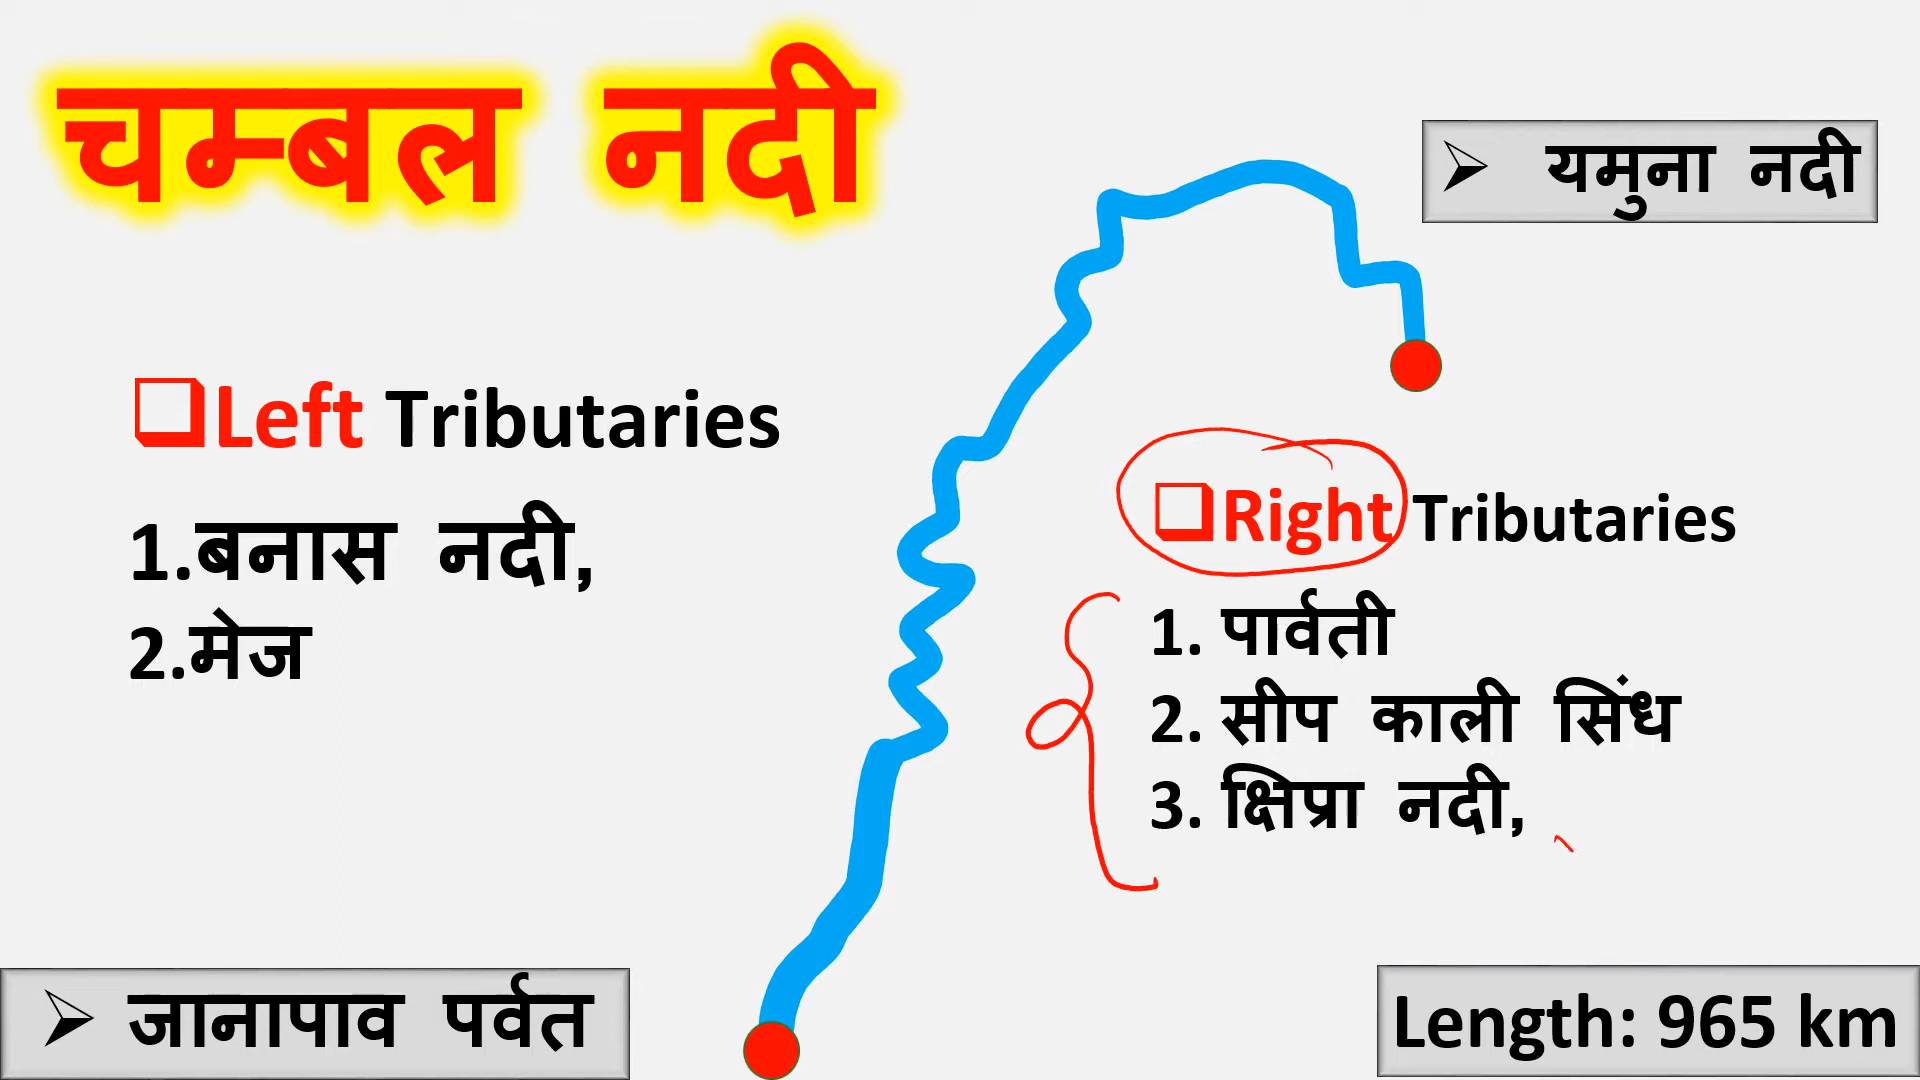 चम्बल नदी
➢ यमुना नदी
❑Left Tributaries
1.बनास नदी,
2.मेज
❑Right Tributaries
1. पार्वती
2. सीप काली सिंध
3. क्षिप्रा नदी,
➢ जानापाव पर्वत
Length: 965 km